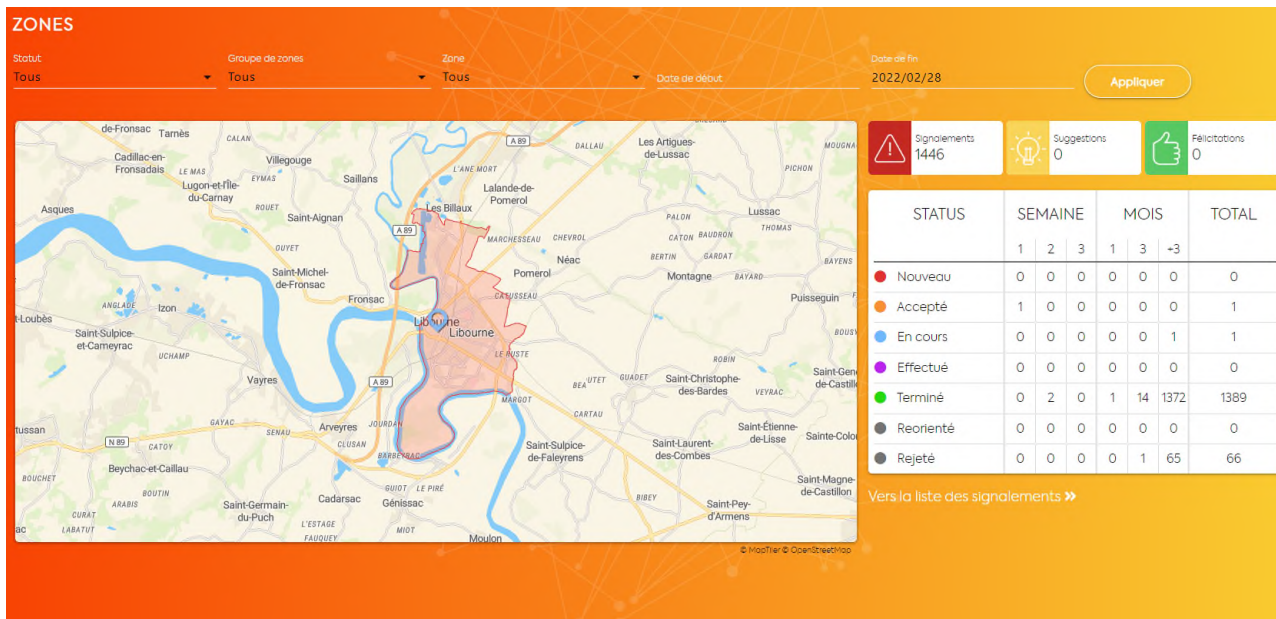 ZONES
Statut Groupe de zones Zone Date de fin
Tous Tous Tous Date de début 2022/02/28 Appliquer
de-Fronsac Tarnès CALAN A 89 DALLAU Les Artigues-de-Lussac
Cadillac-en-Fronsadais LE MAS Villegouge L'ANE MORT PICHON
Lugon-et-l'Île-du-Carnay EYMAS Saillans Lalande-de-Pomerol
Asques ROUET Saint-Aignan Les Billaux PALON Lussac
A 89 MARCHESSEAU CHEVROL CATON BAUDRON THOMAS
OUYET Néac BERTIN GARDAT BAYENS
Saint-Michel-de-Fronsac Pomerol Montagne BAYARD
ANGLADE Izon Fronsac CATUSSEAU Puisseguin
t-Loubès Libourne
Saint-Sulpice-et-Cameyrac Libourne
UCHAMP LE RUSTE ROBIN
Vayres A 89 BEAUTET GUADET Saint-Christophe-des-Bardes VEYRAC
MARGOT
GAYAC SENAU Arveyres CARTAU
tussan N 89 CATOY CLUSAN Saint-Étienne-de-Lisse
BARBEYRAC Saint-Sulpice-de-Faleyrens Saint-Laurent-des-Combes
Beychac-et-Caillau
BOUCHET BOUTIN GUIOT LE PIRÉ Saint-Magne-de-Castillon
ARABIS Saint-Germain-du-Puch Cadarsac Génissac BIBEY Saint-Pey-d'Armens
CURAT L'ESTAGE
LABATUT FAUQUEY MIOT Moulon
© MapTiler © OpenStreetMap
Signalements Suggestions Félicitations
1446 0 0
STATUS SEMAINE MOIS TOTAL
1 2 3 1 3 +3
Nouveau 0 0 0 0 0 0 0
Accepté 1 0 0 0 0 0 1
En cours 0 0 0 0 0 1 1
Effectué 0 0 0 0 0 0 0
Terminé 0 2 0 1 14 1372 1389
Reorienté 0 0 0 0 0 0 0
Rejeté 0 0 0 0 1 65 66
Vers la liste des signalements »